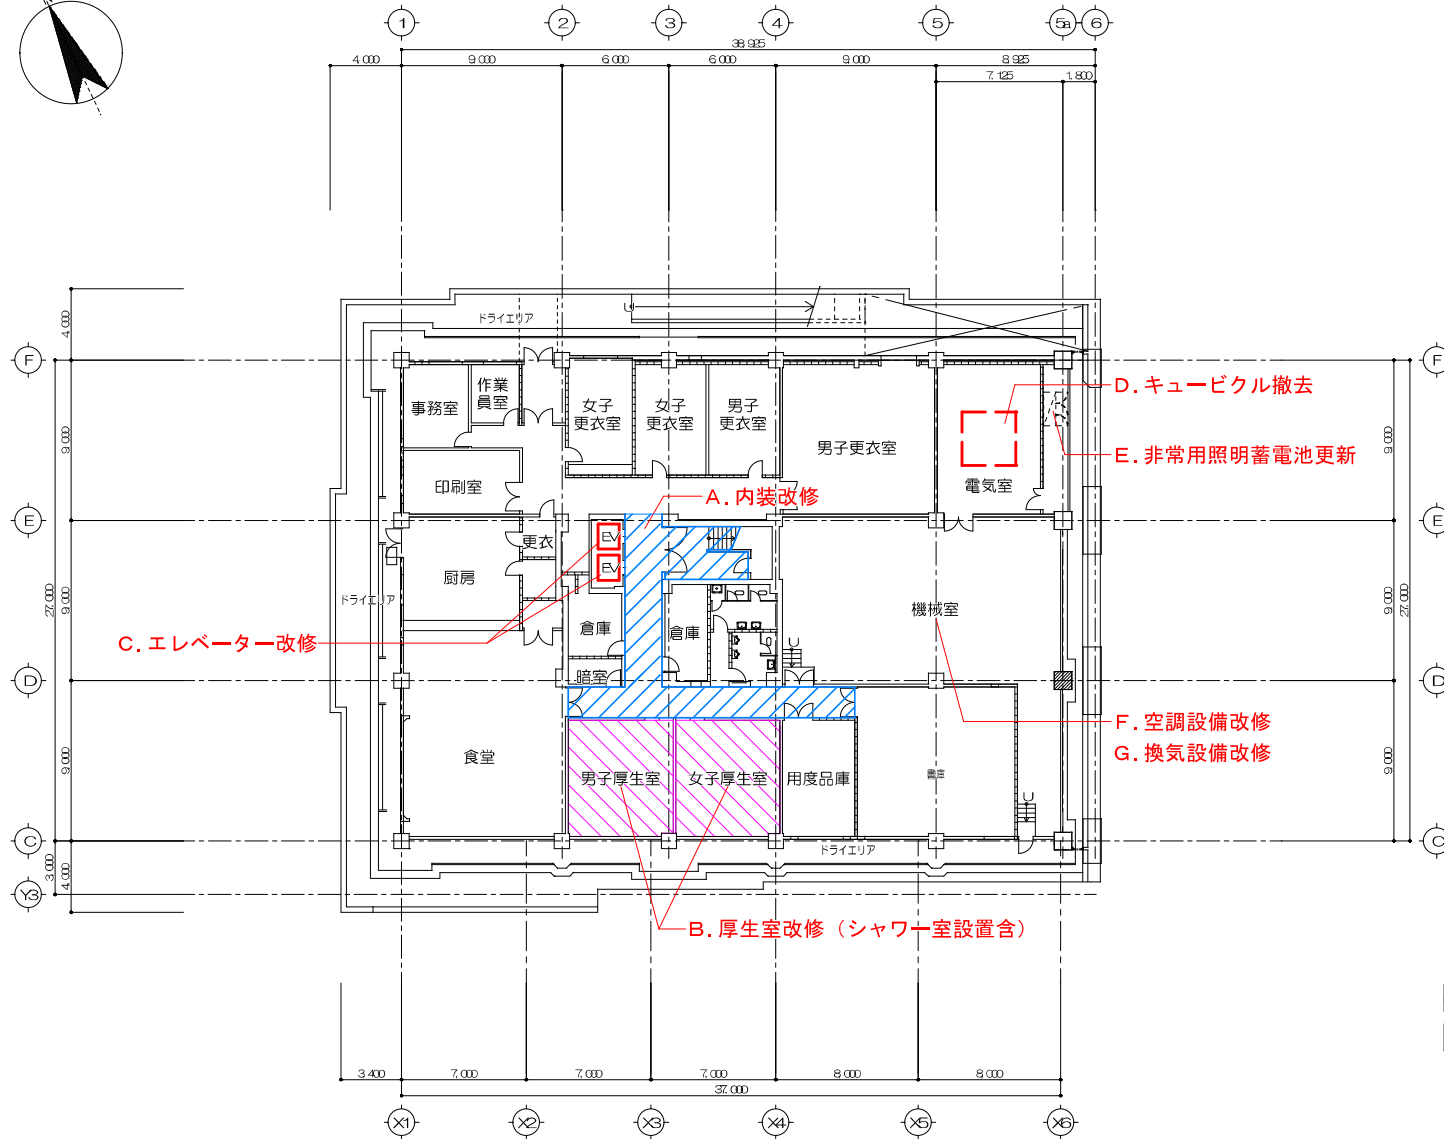 1 2 3 4 5 5a 6
38,925
4,000 9,000 6,000 6,000 9,000 8,925
7,125 1,800
ドライエリア
U
4,000
F F
D．キュービクル撤去
作業
員室
事務室
女子
更衣室
女子
更衣室
男子
更衣室
男子更衣室
E．非常用照明蓄電池更新
9,000 9,000
印刷室
電気室
A．内装改修
E E
更衣
EV
EV
厨房
ドライエリア
27,000 9,000
機械室
9,000 27,000
倉庫
倉庫
C．エレベーター改修
U
暗室
D D
F．空調設備改修
G．換気設備改修
食堂
9,000 9,000
男子厚生室
女子厚生室
用度品庫
書庫
U
C C
ドライエリア
3,000 4,000
Y3
B．厚生室改修（シャワー室設置含）
3,400 7,000 7,000 7,000 8,000 8,000
37,000
X1 X2 X3 X4 X5 X6